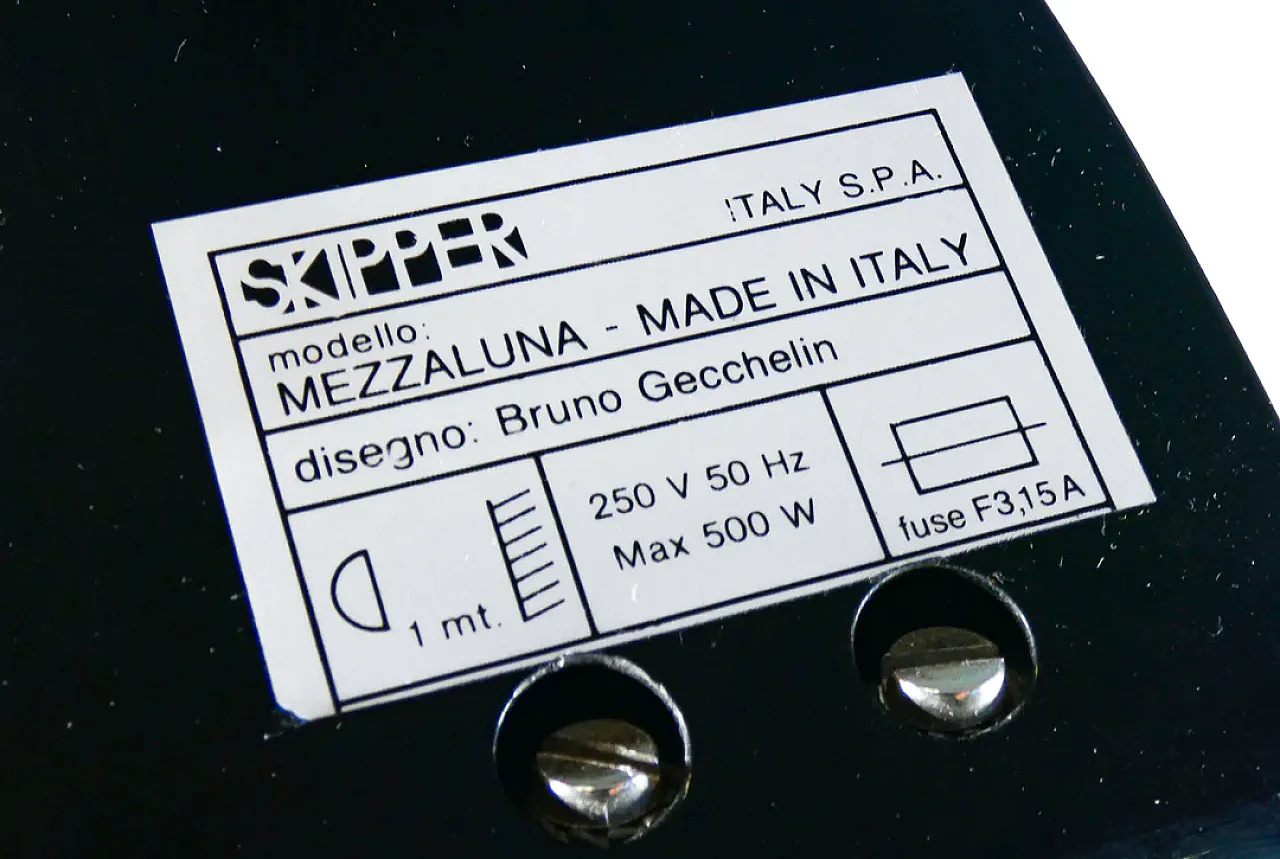 SKIPPER ITALY S.P.A.
modello:
MEZZALUNA - MADE IN ITALY
disegno: Bruno Gecchelin
1 mt.
250 V 50 Hz
Max 500 W
fuse F3,15A